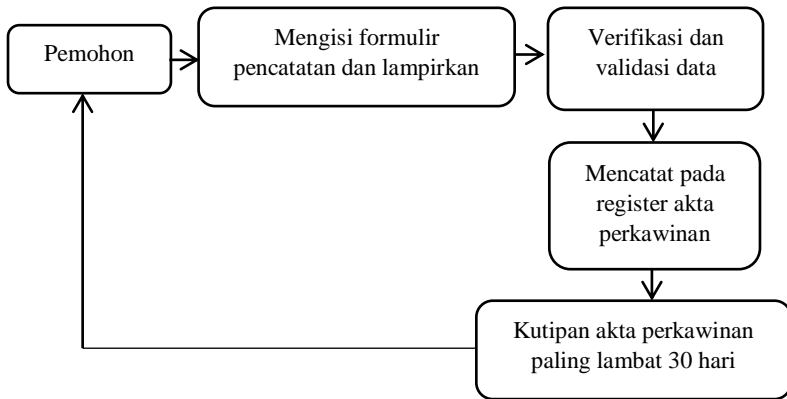 Pemohon
Mengisi formulir
pencatatan dan lampirkan
Verifikasi dan
validasi data
Mencatat pada
register akta
perkawinan
Kutipan akta perkawinan
paling lambat 30 hari